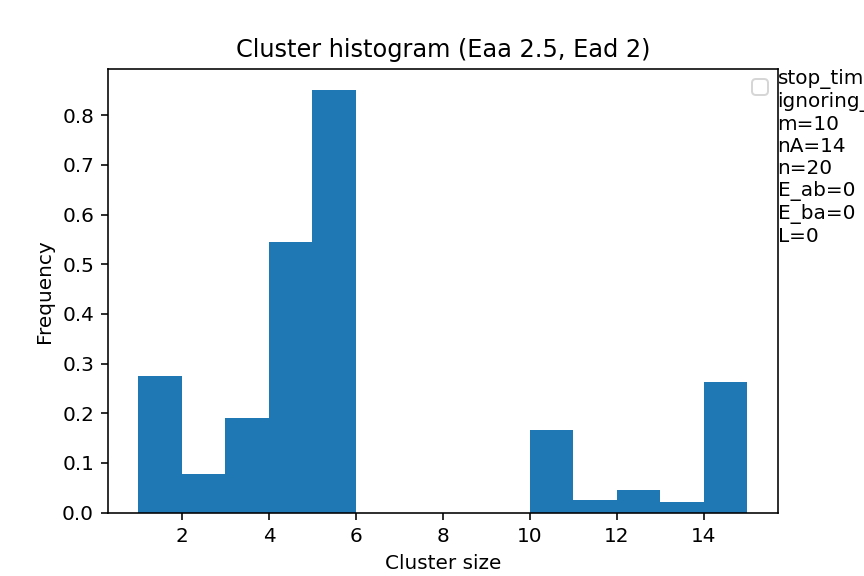 Cluster histogram (Eaa 2.5, Ead 2)
stop_tim
ignoring_
m=10
nA=14
n=20
E_ab=0
E_ba=0
L=0
Frequency
0.8
0.7
0.6
0.5
0.4
0.3
0.2
0.1
0.0
2 4 6 8 10 12 14
Cluster size